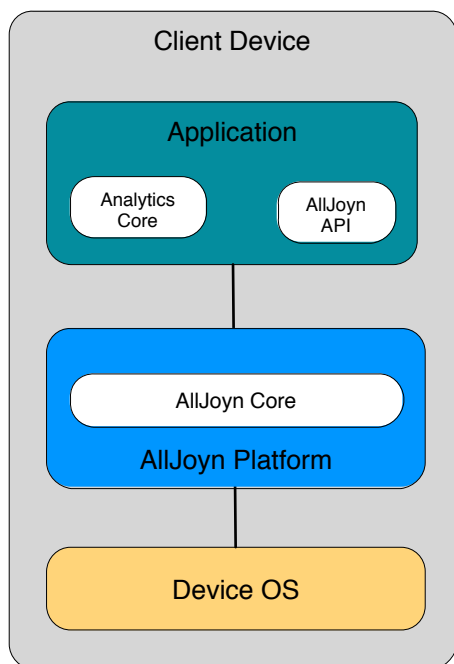 Client Device
Application
Analytics
Core
AllJoyn
API
AllJoyn Core
AllJoyn Platform
Device OS